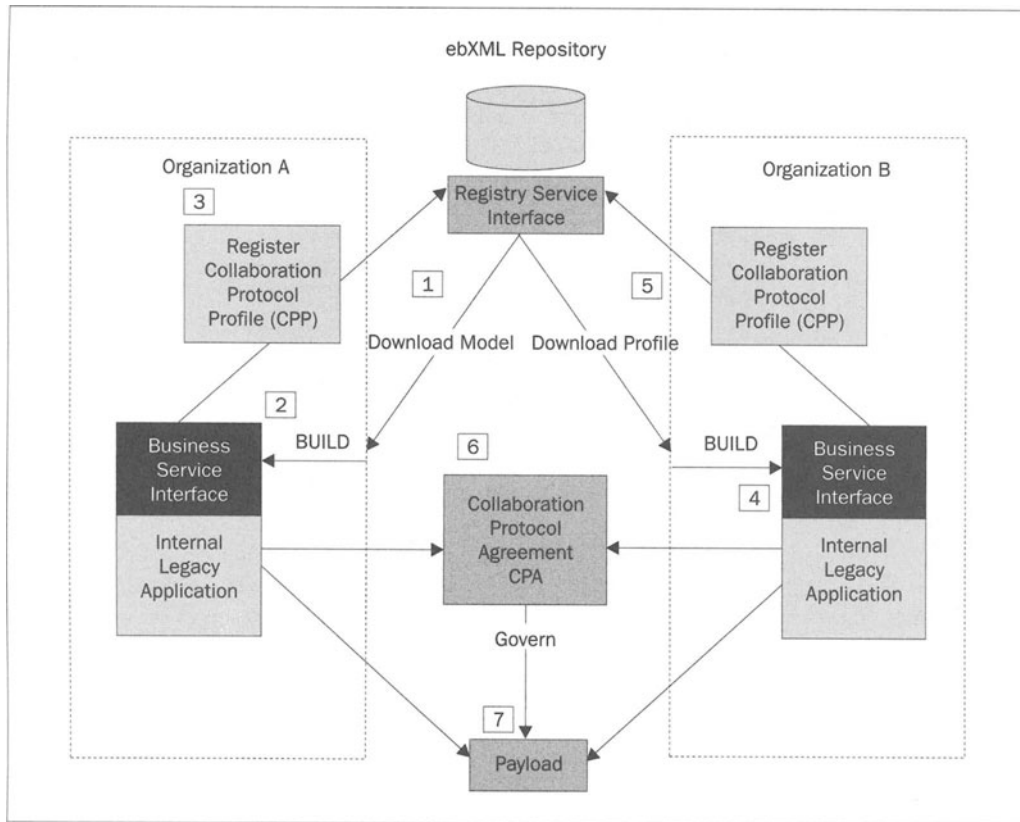 ebXML Repository
Organization A
Organization B
3
Registry Service
Interface
Register
Collaboration
Protocol
Profile (CPP)
1
5
Register
Collaboration
Protocol
Profile (CPP)
Download Model
Download Profile
2
BUILD
6
BUILD
Business
Service
Interface
4
Business
Service
Interface
Collaboration
Protocol
Agreement
CPA
Internal
Legacy
Application
Internal
Legacy
Application
Govern
7
Payload